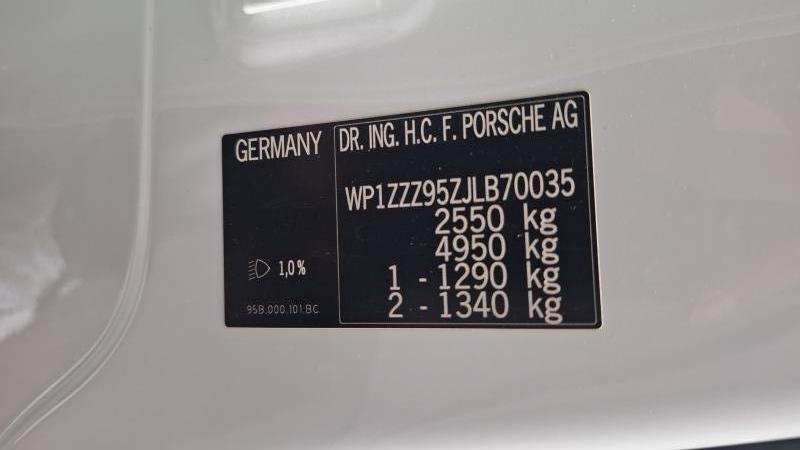 GERMANY
DR. ING. H.C. F. PORSCHE AG
WP1ZZZ95ZJLB70035
2550 kg
4950 kg
1 - 1290 kg
2 - 1340 kg
1,0%
95B.000.101.BC